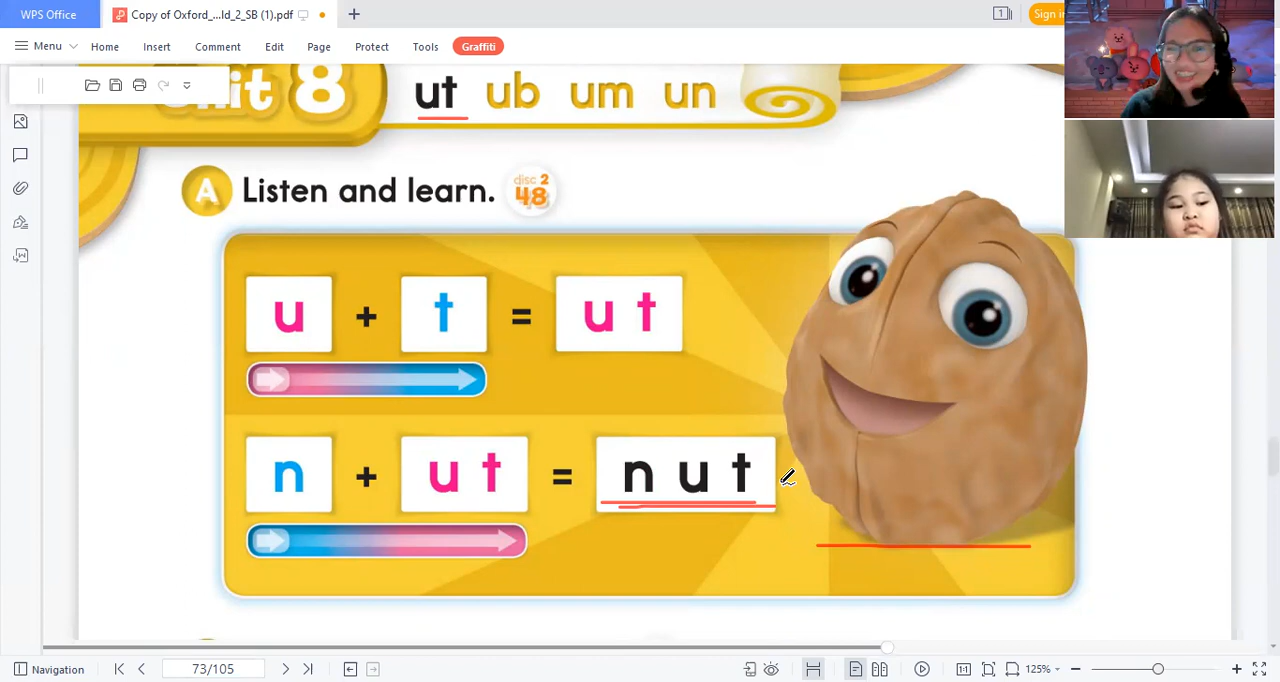 WPS Office
Copy of Oxford_...ld_2_SB (1).pdf
1
Sign in
Menu Home Insert Comment Edit Page Protect Tools Graffiti
Unit 8 ut ub um un
A Listen and learn. disc 2 48
u + t = u t
n + u t = n u t
Navigation 73/105 125%